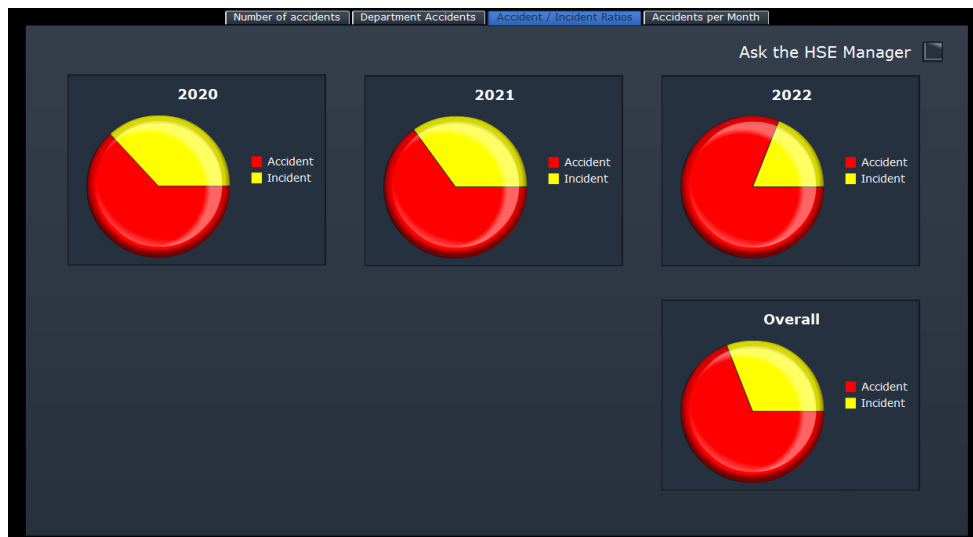 Number of accidents
Department Accidents
Accident / Incident Ratios
Accidents per Month
Ask the HSE Manager
2020
Accident
Incident
2021
Accident
Incident
2022
Accident
Incident
Overall
Accident
Incident